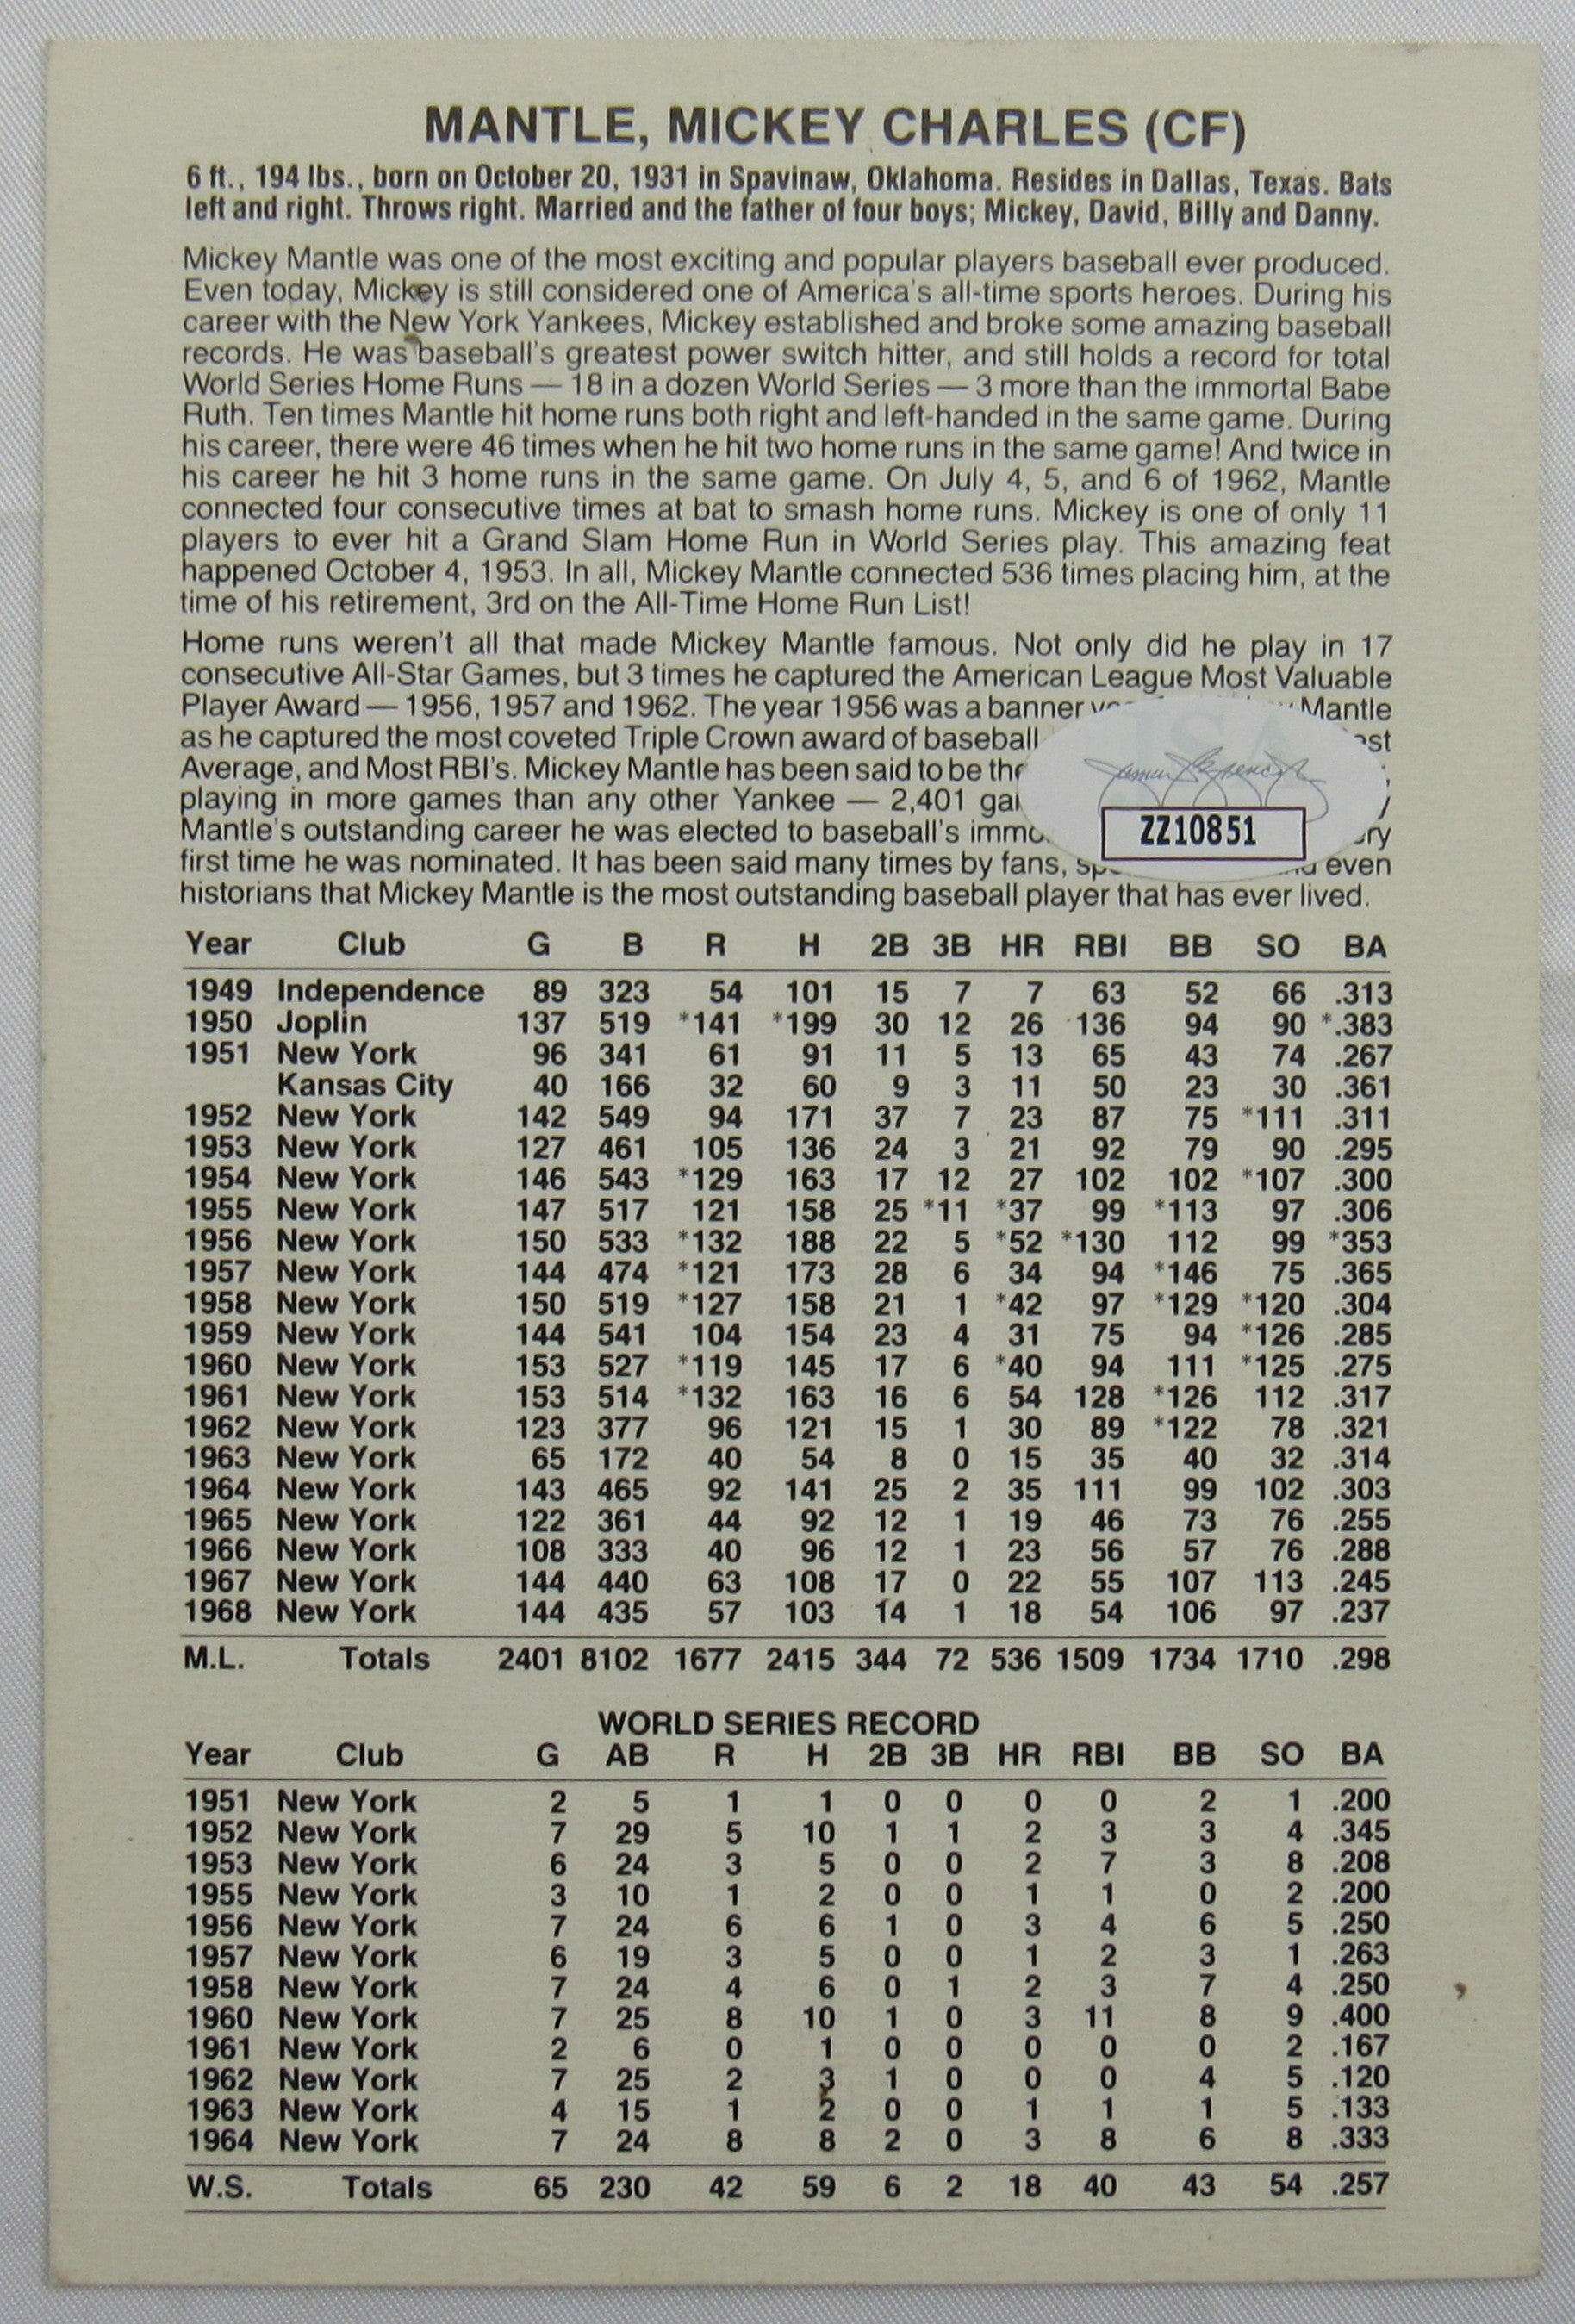 MANTLE, MICKEY CHARLES (CF)
6 ft., 194 lbs., born on October 20, 1931 in Spavinaw, Oklahoma. Resides in Dallas, Texas. Bats
left and right. Throws right. Married and the father of four boys; Mickey, David, Billy and Danny.
Mickey Mantle was one of the most exciting and popular players baseball ever produced.
Even today, Mickey is still considered one of America's all-time sports heroes. During his
career with the New York Yankees, Mickey established and broke some amazing baseball
records. He was baseball's greatest power switch hitter, and still holds a record for total
World Series Home Runs — 18 in a dozen World Series — 3 more than the immortal Babe
Ruth. Ten times Mantle hit home runs both right and left-handed in the same game. During
his career, there were 46 times when he hit two home runs in the same game! And twice in
his career he hit 3 home runs in the same game. On July 4, 5, and 6 of 1962, Mantle
connected four consecutive times at bat to smash home runs. Mickey is one of only 11
players to ever hit a Grand Slam Home Run in World Series play. This amazing feat
happened October 4, 1953. In all, Mickey Mantle connected 536 times placing him, at the
time of his retirement, 3rd on the All-Time Home Run List!
Home runs weren't all that made Mickey Mantle famous. Not only did he play in 17
consecutive All-Star Games, but 3 times he captured the American League Most Valuable
Player Award — 1956, 1957 and 1962. The year 1956 was a banner Mantle
as he captured the most coveted Triple Crown award of baseball
Average, and Most RBI's. Mickey Mantle has been said to be the
playing in more games than any other Yankee — 2,401
Mantle's outstanding career he was elected to baseball's
first time he was nominated. It has been said many times by fans, even
historians that Mickey Mantle is the most outstanding baseball player that has ever lived.
JSA
ZZ10851
Year Club G B R H 2B 3B HR RBI BB SO BA
1949 Independence 89 323 54 101 15 7 7 63 52 66 .313
1950 Joplin 137 519 *141 *199 30 12 26 136 94 90 *.383
1951 New York 96 341 61 91 11 5 13 65 43 74 .267
Kansas City 40 166 32 60 9 3 11 50 23 30 .361
1952 New York 142 549 94 171 37 7 23 87 75 *111 .311
1953 New York 127 461 105 136 24 3 21 92 79 90 .295
1954 New York 146 543 *129 163 17 12 27 102 102 *107 .300
1955 New York 147 517 121 158 25 *11 *37 99 *113 97 .306
1956 New York 150 533 *132 188 22 5 *52 *130 112 99 *353
1957 New York 144 474 *121 173 28 6 34 94 *146 75 .365
1958 New York 150 519 *127 158 21 1 *42 97 *129 *120 .304
1959 New York 144 541 104 154 23 4 31 75 94 *126 .285
1960 New York 153 527 *119 145 17 6 *40 94 111 *125 .275
1961 New York 153 514 *132 163 16 6 54 128 *126 112 .317
1962 New York 123 377 96 121 15 1 30 89 *122 78 .321
1963 New York 65 172 40 54 8 0 15 35 40 32 .314
1964 New York 143 465 92 141 25 2 35 111 99 102 .303
1965 New York 122 361 44 92 12 1 19 46 73 76 .255
1966 New York 108 333 40 96 12 1 23 56 57 76 .288
1967 New York 144 440 63 108 17 0 22 55 107 113 .245
1968 New York 144 435 57 103 14 1 18 54 106 97 .237
M.L. Totals 2401 8102 1677 2415 344 72 536 1509 1734 1710 .298
WORLD SERIES RECORD
Year Club G AB R H 2B 3B HR RBI BB SO BA
1951 New York 2 5 1 1 0 0 0 0 2 1 .200
1952 New York 7 29 5 10 1 1 2 3 3 4 .345
1953 New York 6 24 3 5 0 0 2 7 3 8 .208
1955 New York 3 10 1 2 0 0 1 1 0 2 .200
1956 New York 7 24 6 6 1 0 3 4 6 5 .250
1957 New York 6 19 3 5 0 0 1 2 3 1 .263
1958 New York 7 24 4 6 0 1 2 3 7 4 .250
1960 New York 7 25 8 10 1 0 3 11 8 9 .400
1961 New York 2 6 0 1 0 0 0 0 0 2 .167
1962 New York 7 25 2 3 1 0 0 0 4 5 .120
1963 New York 4 15 1 2 0 0 1 1 1 5 .133
1964 New York 7 24 8 8 2 0 3 8 6 8 .333
W.S. Totals 65 230 42 59 6 2 18 40 43 54 .257